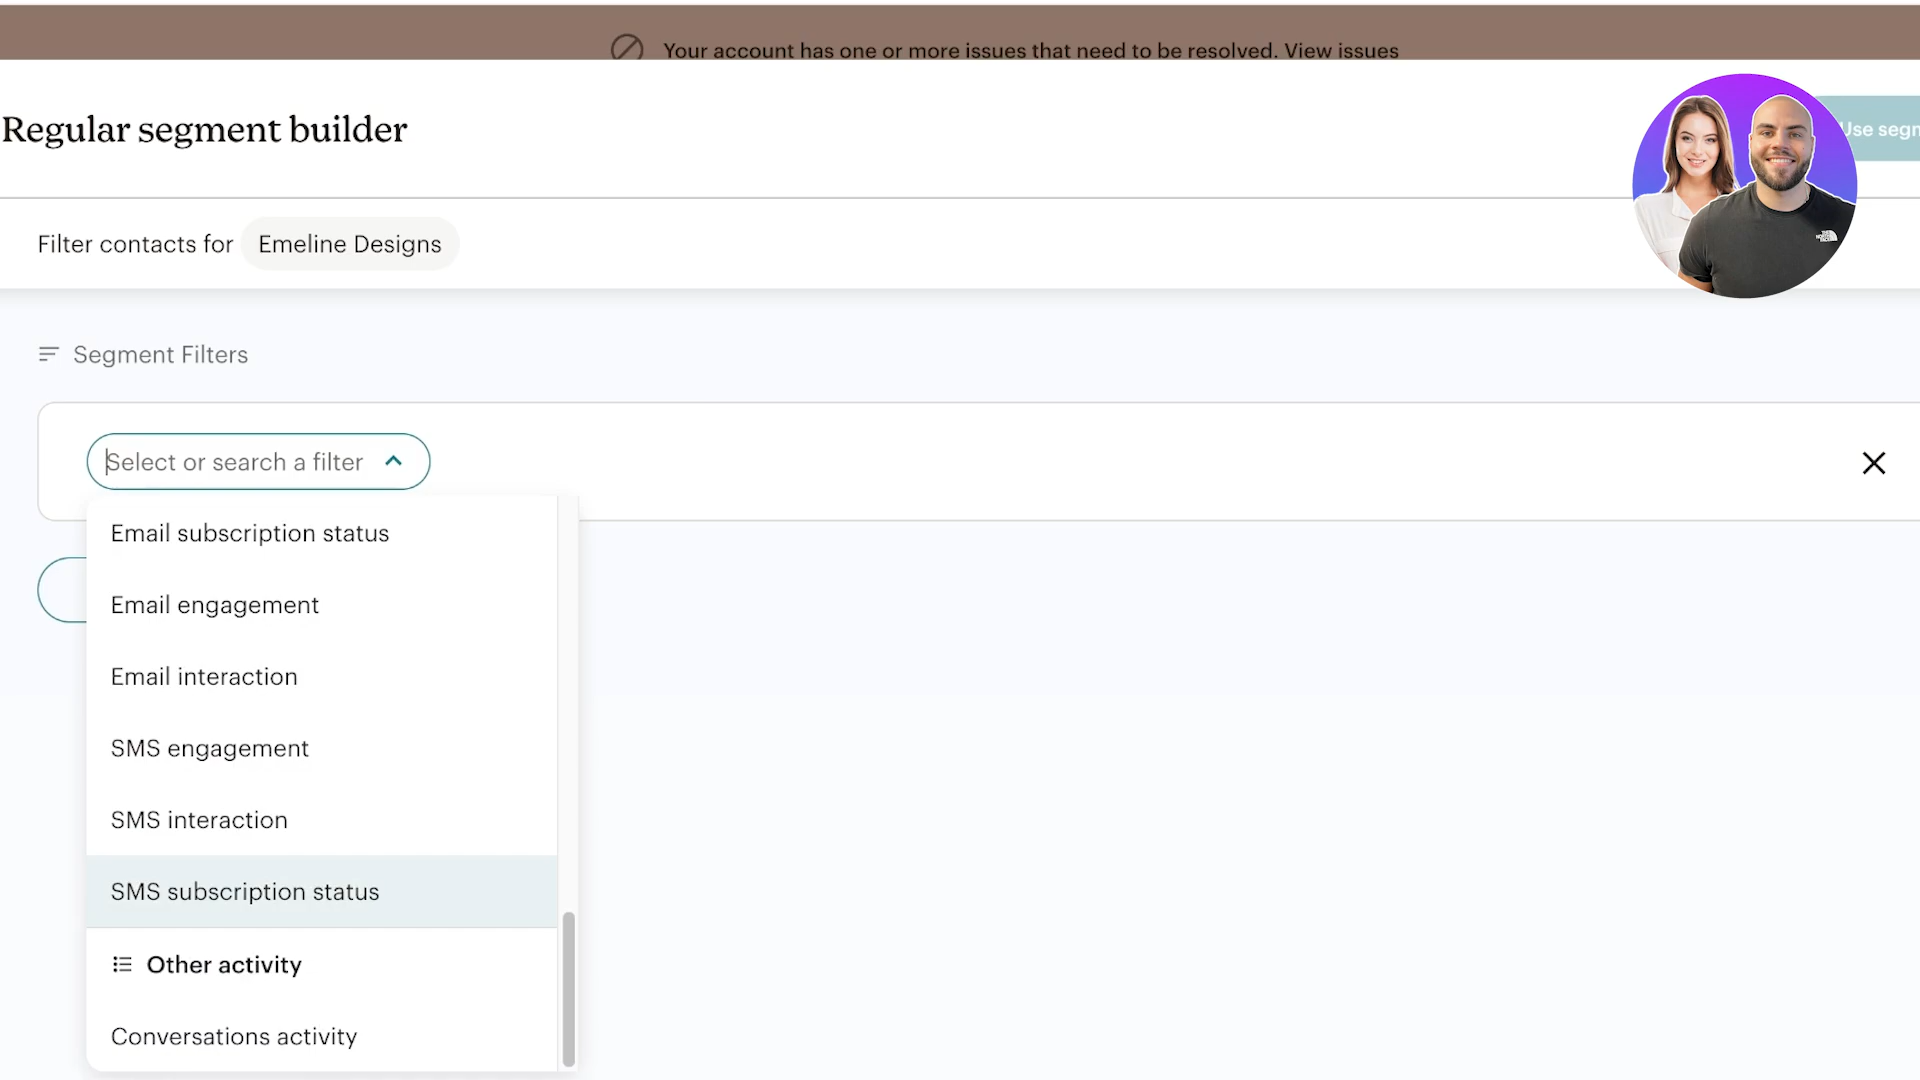 Your account has one or more issues that need to be resolved. View issues
Regular segment builder
Use segm
Filter contacts for Emeline Designs
Segment Filters
Select or search a filter
Email subscription status
Email engagement
Email interaction
SMS engagement
SMS interaction
SMS subscription status
Other activity
Conversations activity